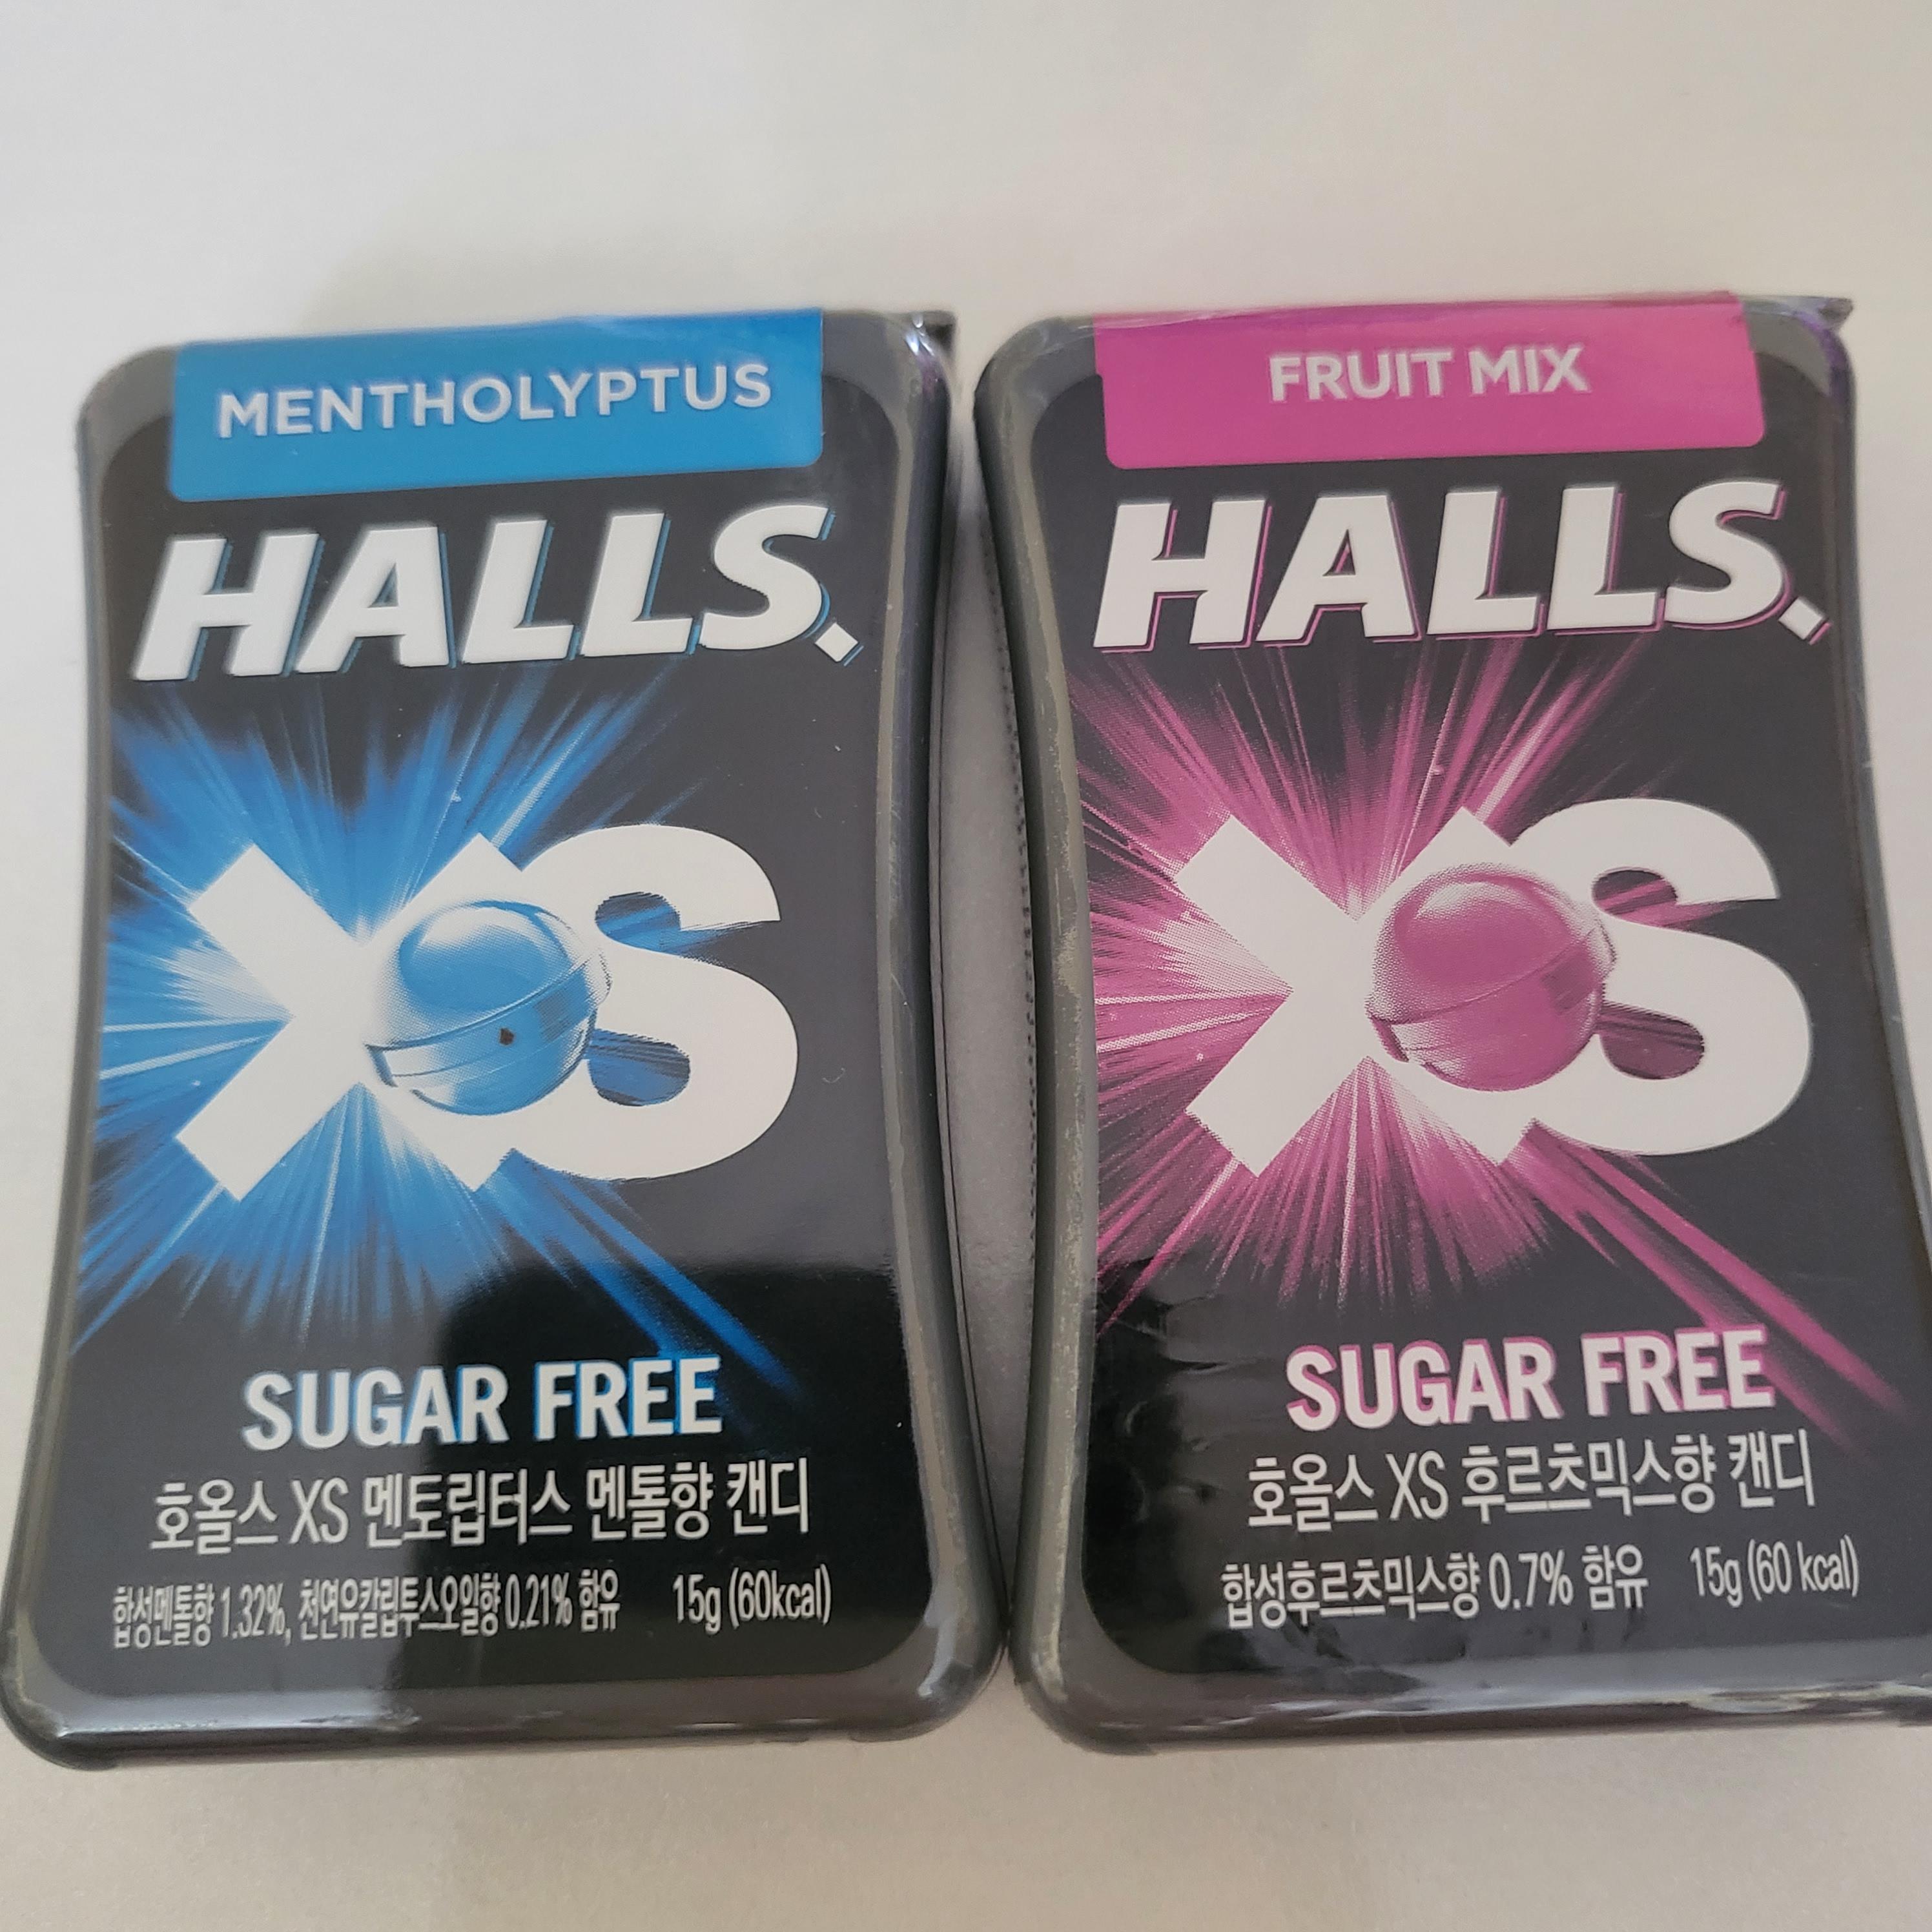 MENTHOLYPTUS
HALLS
XS
SUGAR FREE
호올스 XS 멘토립터스 멘톨향 캔디
합성멘톨향 1.32%, 천연유칼립투스오일향 0.21% 함유 15g (60kcal)
FRUIT MIX
HALLS
XS
SUGAR FREE
호올스 XS 후르츠믹스향 캔디
합성후르츠믹스향 0.7% 함유 15g (60 kcal)